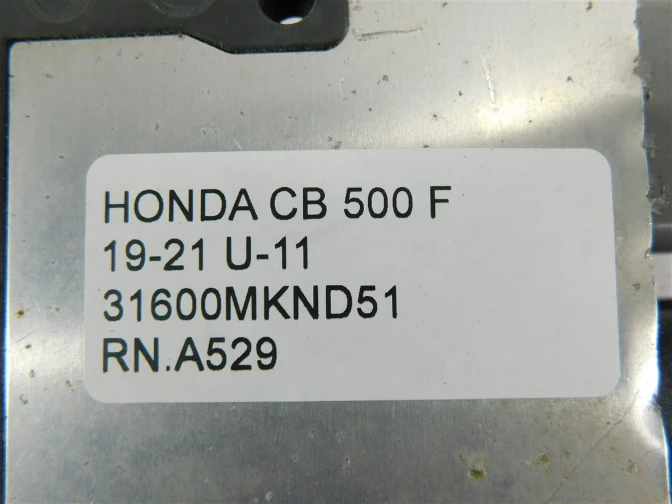 HONDA CB 500 F
19-21 U-11
31600MKND51
RN.A529